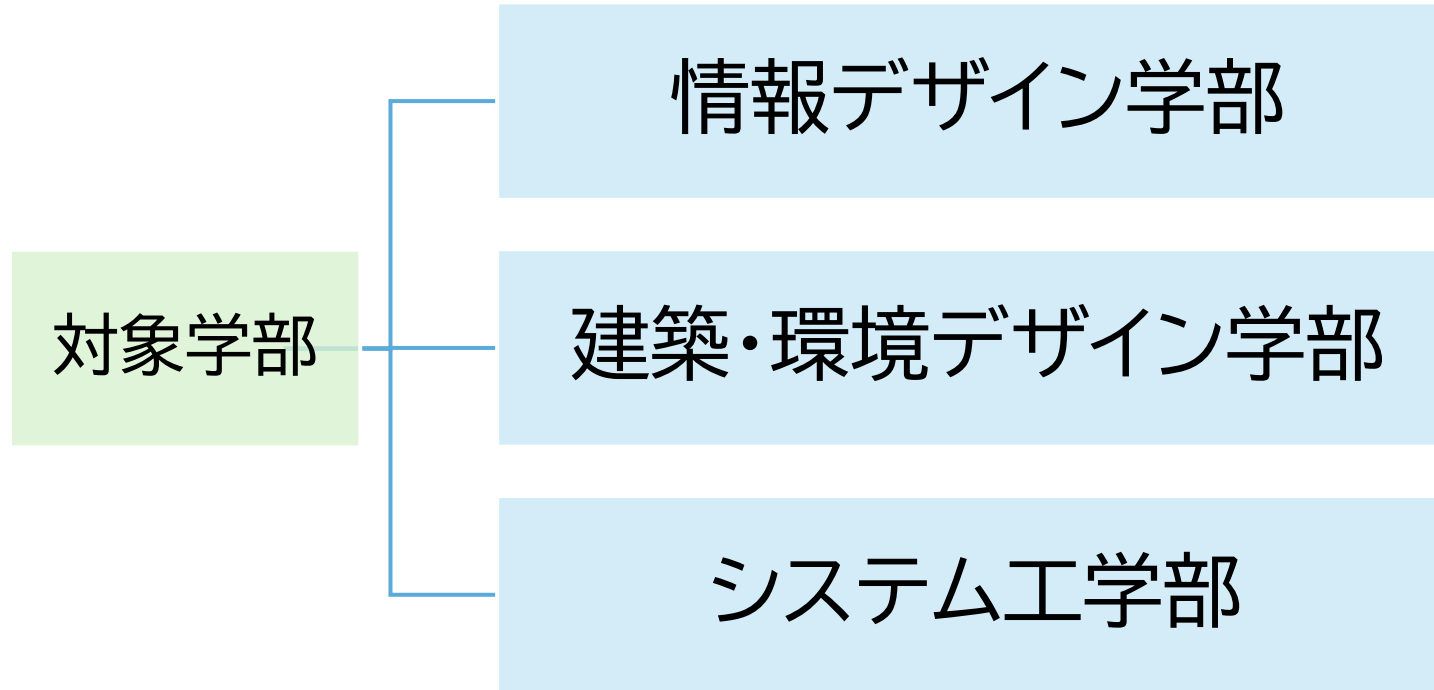 対象学部
情報デザイン学部
建築・環境デザイン学部
システム工学部